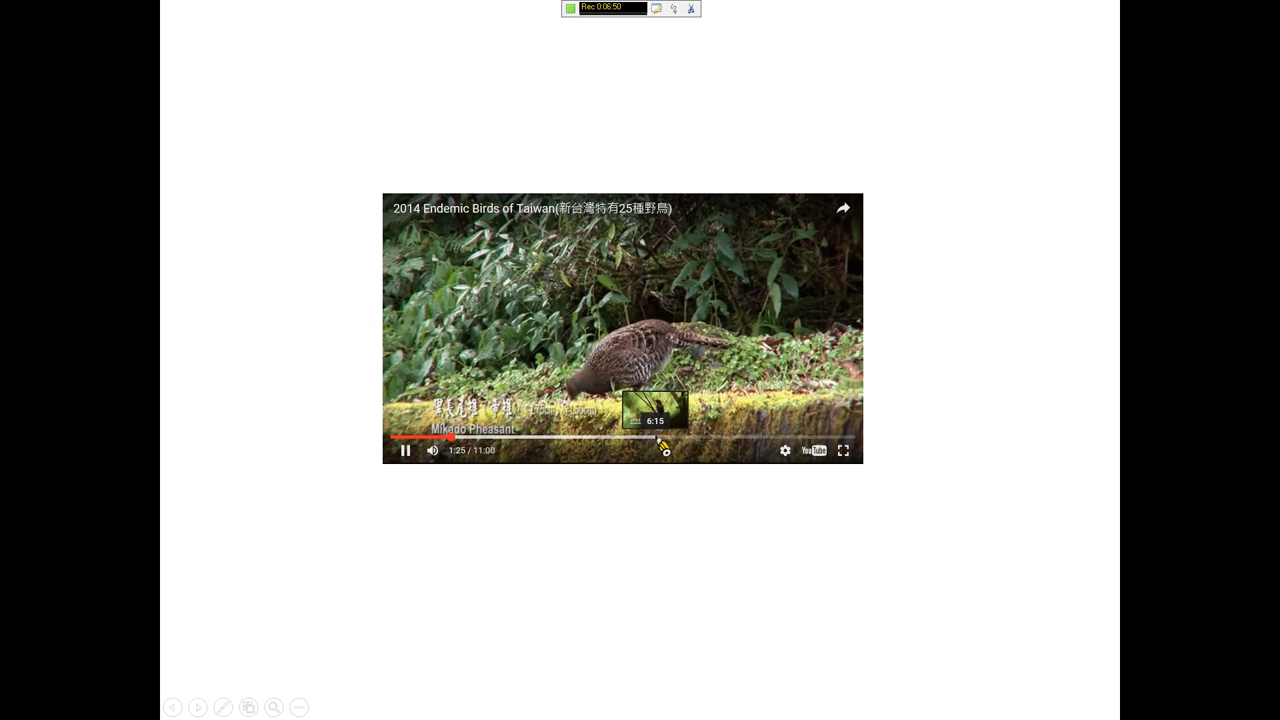 Rec 0:06:50
2014 Endemic Birds of Taiwan(新台灣特有25種野鳥)
Mikado Pheasant
6:15
1:25 / 11:00
YouTube